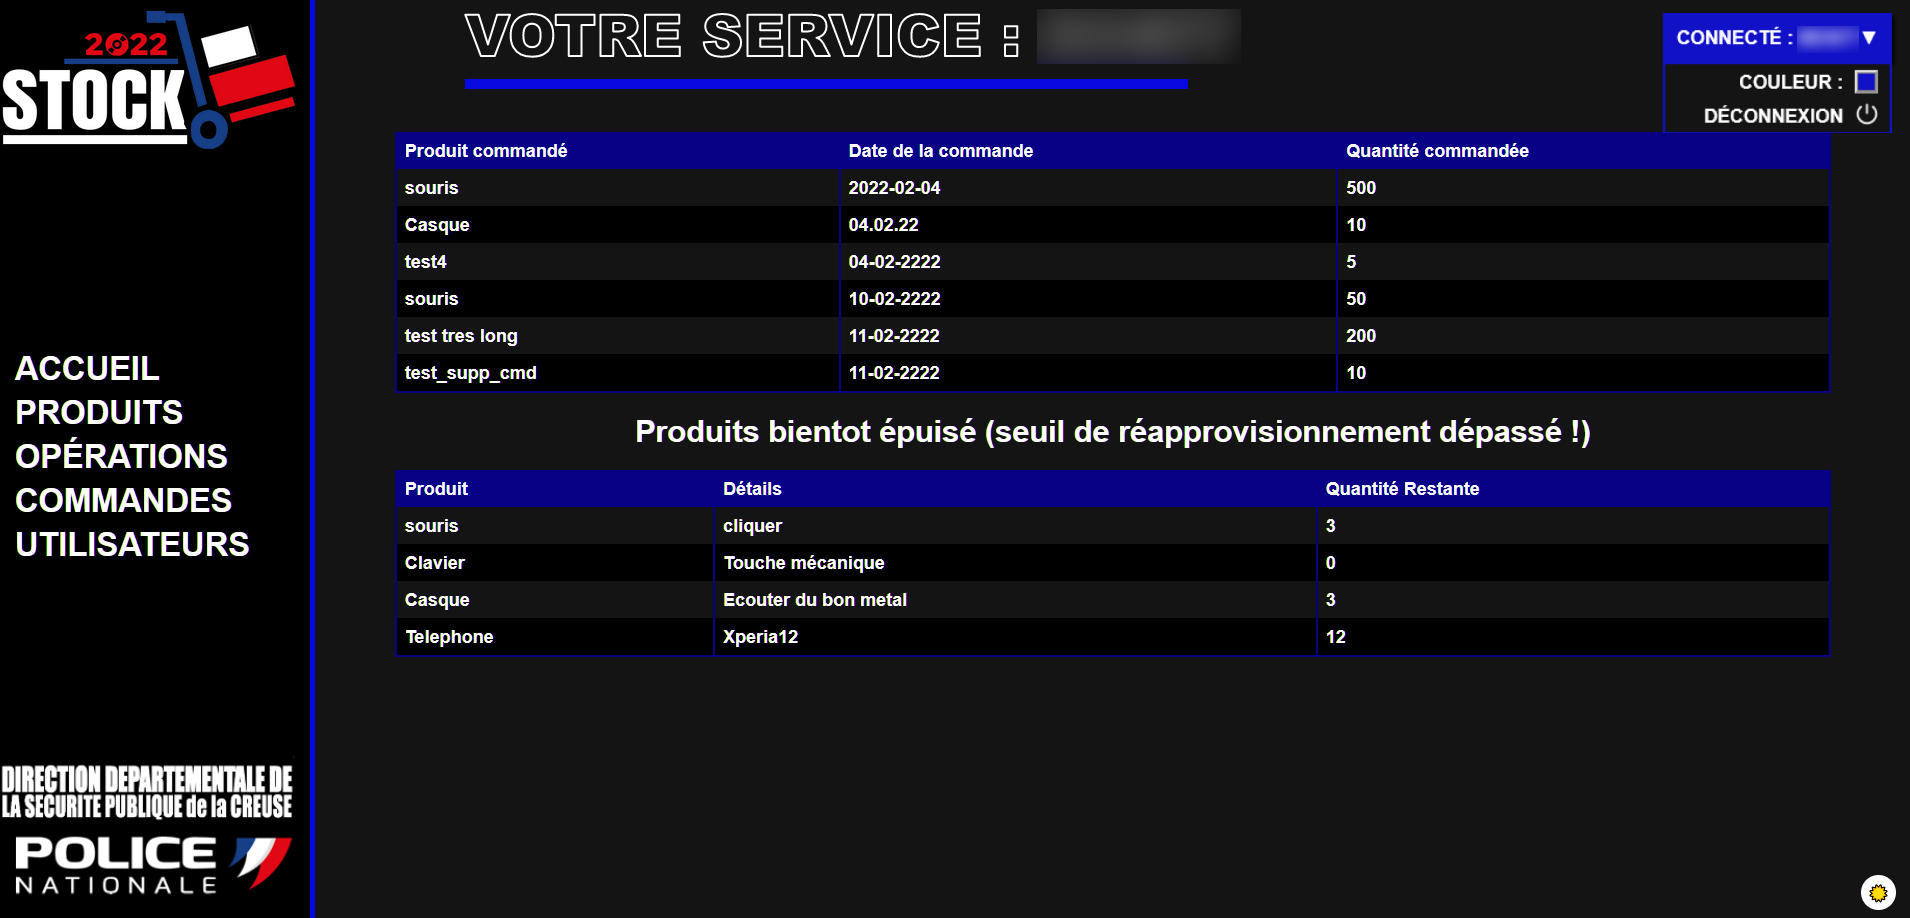 2022
STOCK
VOTRE SERVICE :
CONNECTÉ : ▼
COULEUR :
DÉCONNEXION
Produit commandé Date de la commande Quantité commandée
souris 2022-02-04 500
Casque 04.02.22 10
test4 04-02-2222 5
souris 10-02-2222 50
test tres long 11-02-2222 200
test_supp_cmd 11-02-2222 10
Produits bientot épuisé (seuil de réapprovisionnement dépassé !)
Produit Détails Quantité Restante
souris cliquer 3
Clavier Touche mécanique 0
Casque Ecouter du bon metal 3
Telephone Xperia12 12
ACCUEIL
PRODUITS
OPÉRATIONS
COMMANDES
UTILISATEURS
DIRECTION DEPARTEMENTALE DE
LA SECURITE PUBLIQUE de la CREUSE
POLICE
NATIONALE